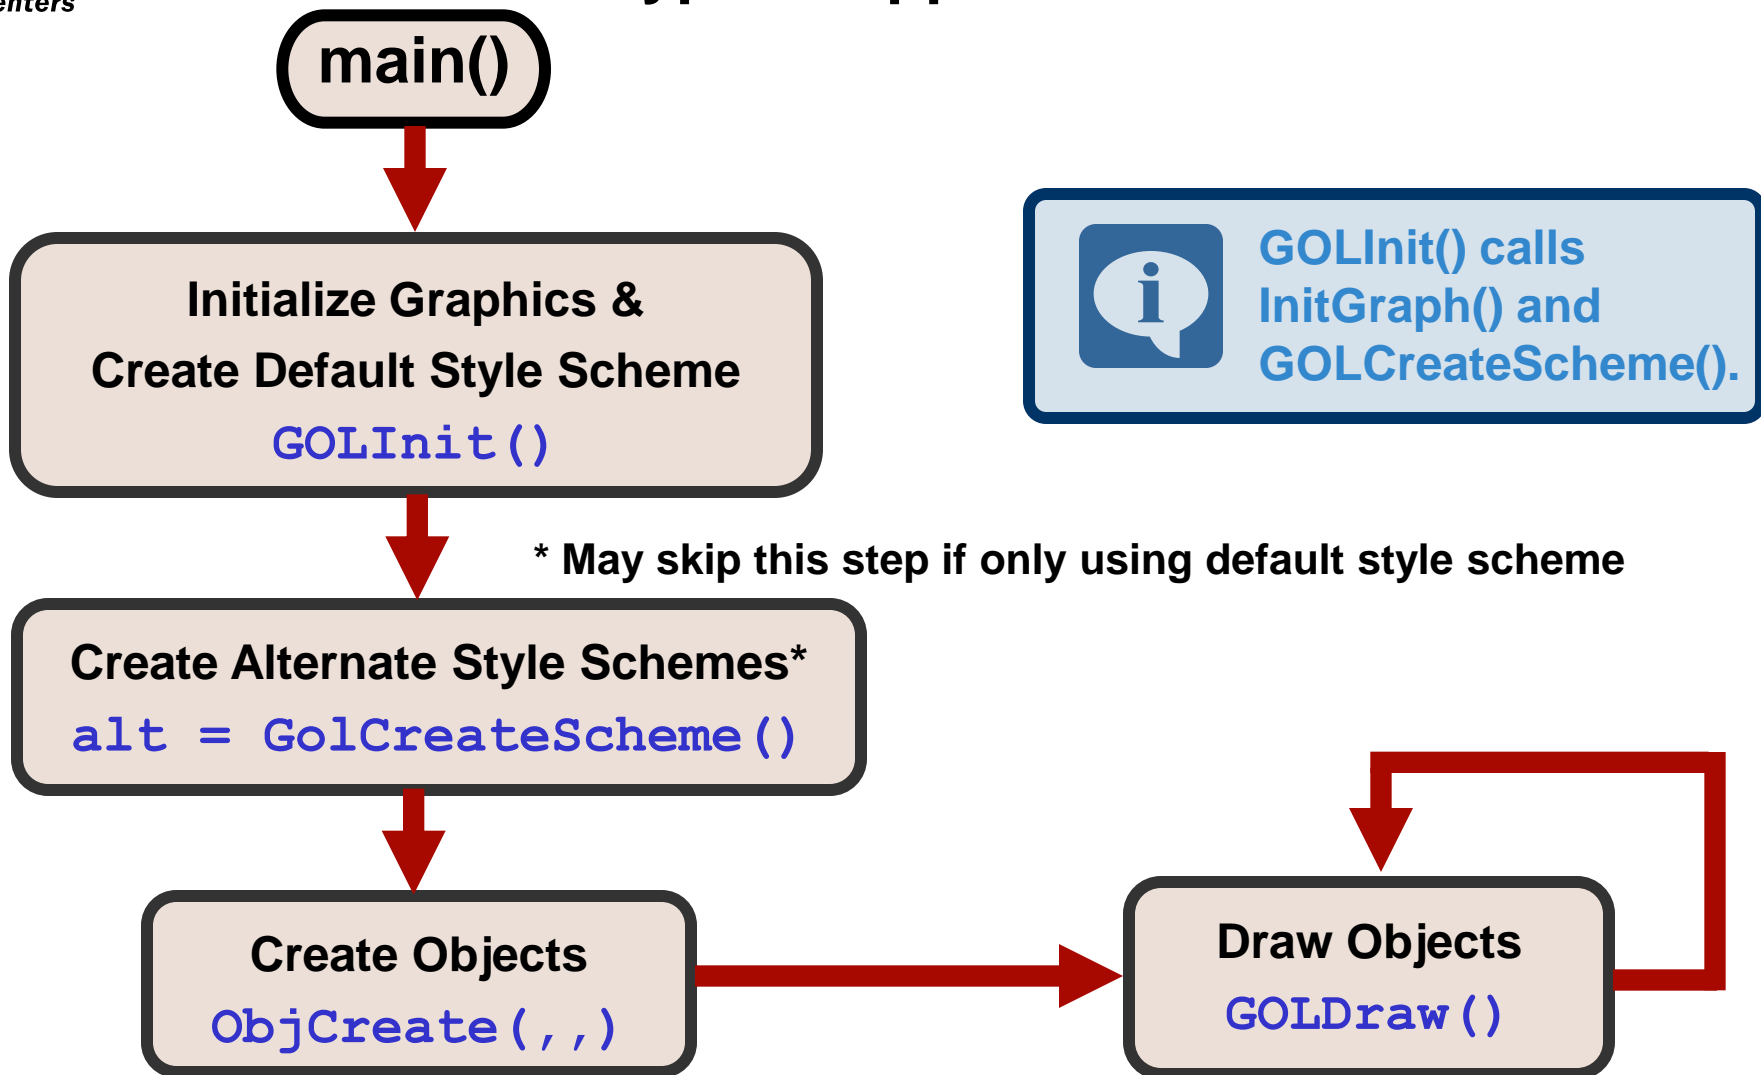 enters
main()
Initialize Graphics &
Create Default Style Scheme
GOLInit()
GOLInit() calls
InitGraph() and
GOLCreateScheme().
* May skip this step if only using default style scheme
Create Alternate Style Schemes*
alt = GolCreateScheme()
Create Objects
ObjCreate(,,)
Draw Objects
GOLDraw()